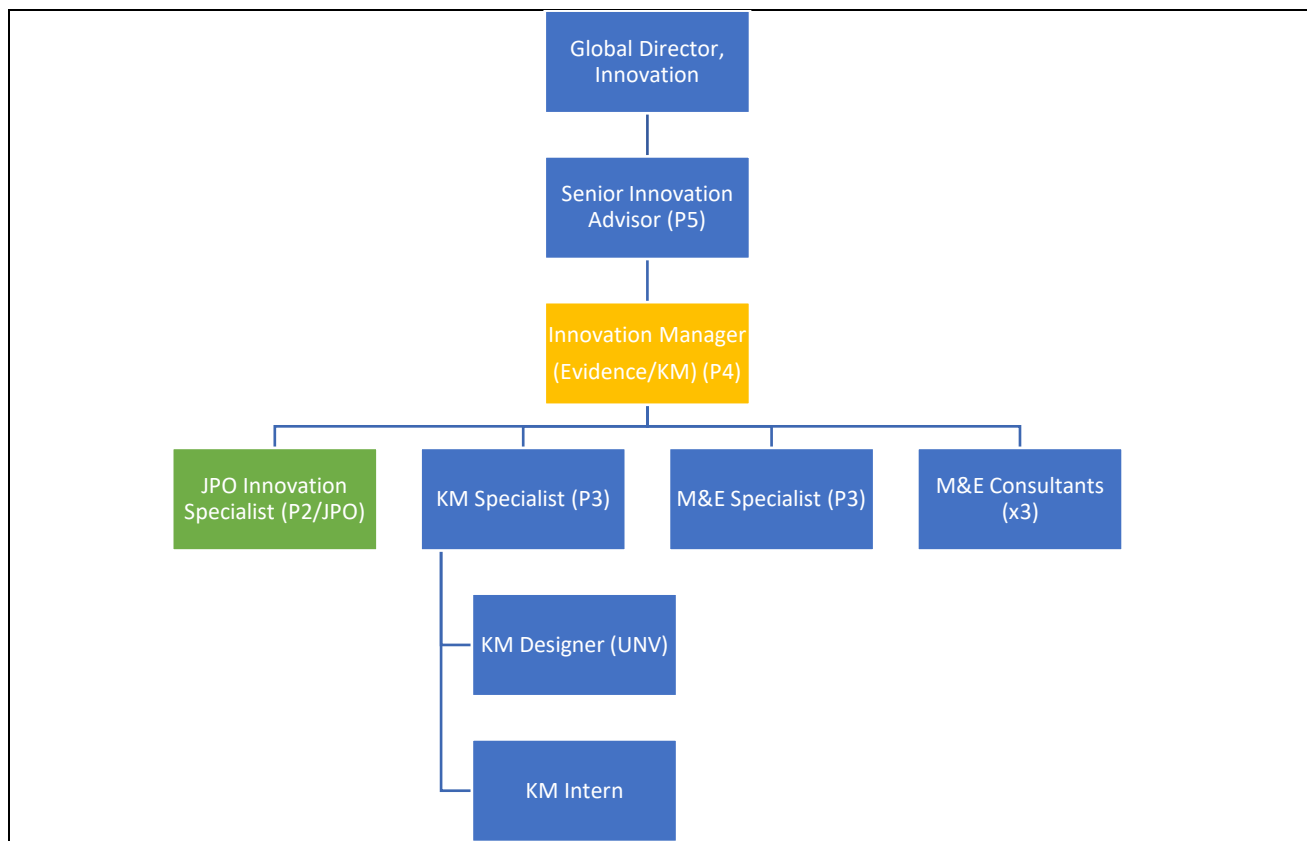 Global Director,
Innovation
Senior Innovation
Advisor (P5)
Innovation Manager
(Evidence/KM) (P4)
JPO Innovation
Specialist (P2/JPO)
KM Specialist (P3)
M&E Specialist (P3)
M&E Consultants
(x3)
KM Designer (UNV)
KM Intern